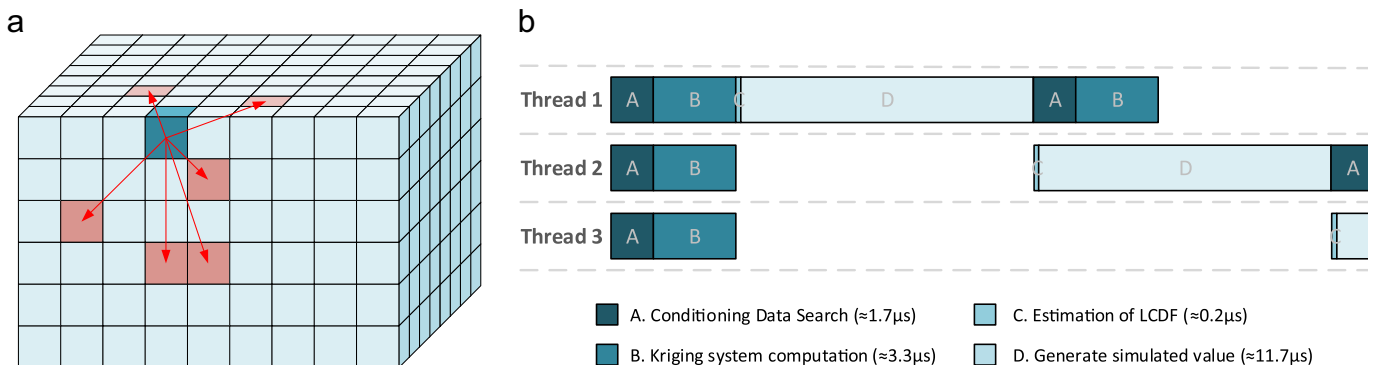 a
b
Thread 1 A B C D A B
Thread 2 A B C D A
Thread 3 A B C
A. Conditioning Data Search (≈1.7µs)
C. Estimation of LCDF (≈0.2µs)
B. Kriging system computation (≈3.3µs)
D. Generate simulated value (≈11.7µs)